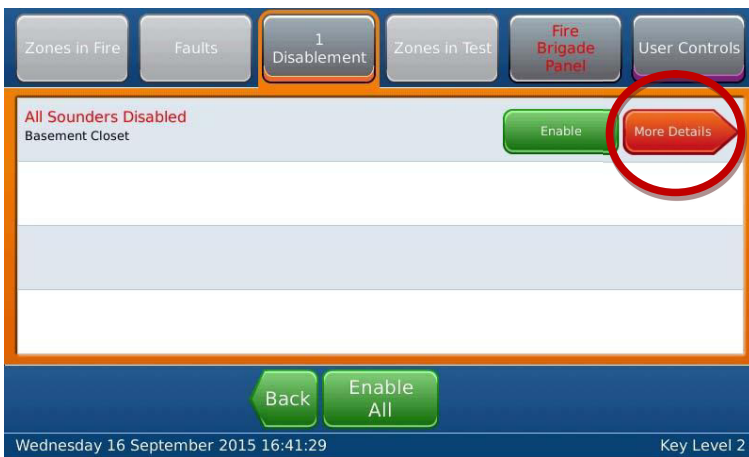 Zones in Fire
Faults
1
Disablement
Zones in Test
Fire
Brigade
Panel
User Controls
All Sounders Disabled
Basement Closet
Enable
More Details
Back
Enable
All
Wednesday 16 September 2015 16:41:29
Key Level 2